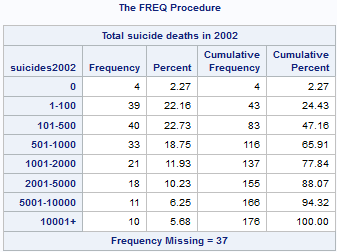 The FREQ Procedure
Total suicide deaths in 2002
suicides2002 Frequency Percent Cumulative Frequency Cumulative Percent
0 4 2.27 4 2.27
1-100 39 22.16 43 24.43
101-500 40 22.73 83 47.16
501-1000 33 18.75 116 65.91
1001-2000 21 11.93 137 77.84
2001-5000 18 10.23 155 88.07
5001-10000 11 6.25 166 94.32
10001+ 10 5.68 176 100.00
Frequency Missing = 37